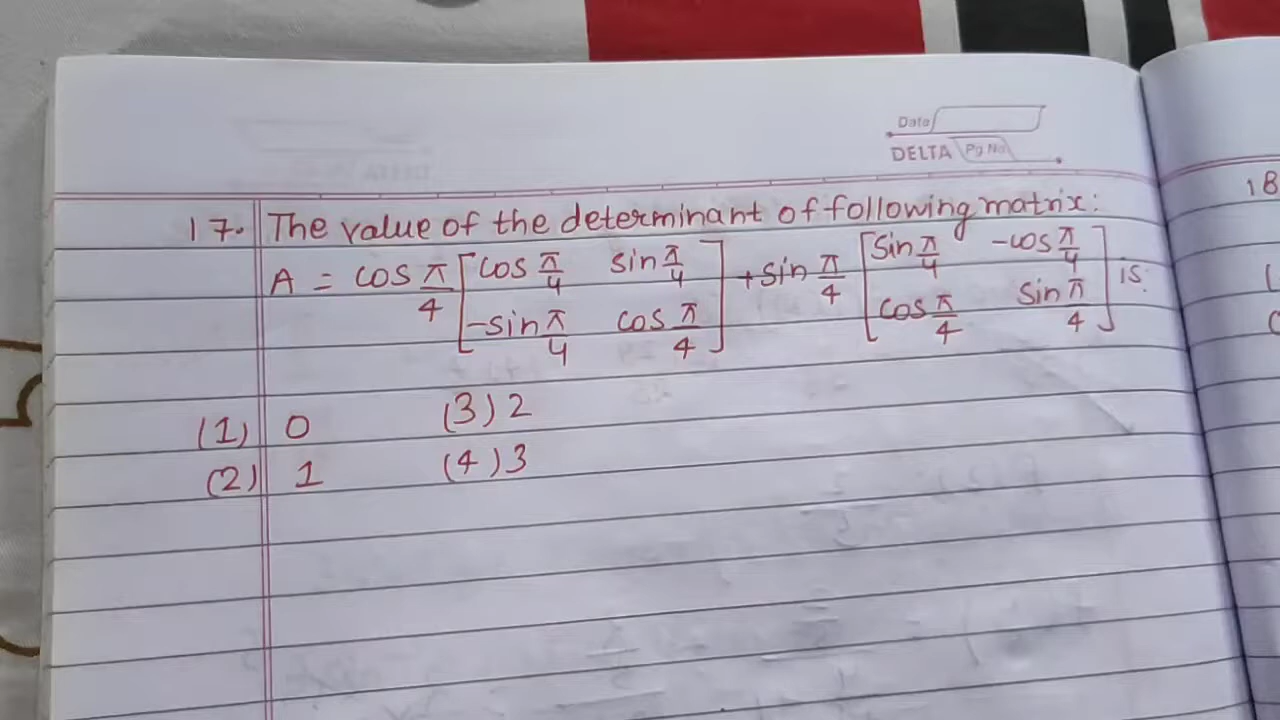 Date
DELTA Pg No
18
17. The value of the determinant of following matrix:
A = cos π/4 [cos π/4 sin π/4 -sin π/4 cos π/4] + sin π/4 [Sin π/4 -cos π/4 cos π/4 Sin π/4] is:
(1) 0 (3) 2
(2) 1 (4) 3